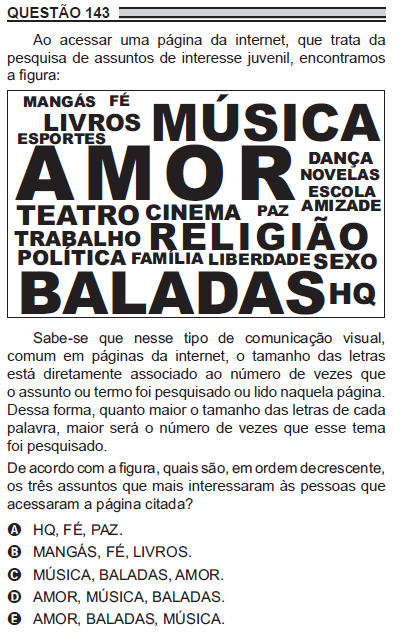 QUESTÃO 143
Ao acessar uma página da internet, que trata da
pesquisa de assuntos de interesse juvenil, encontramos
a figura:
MANGÁS FÉ
LIVROS MÚSICA
ESPORTES
AMOR DANÇA
NOVELAS
ESCOLA
TEATRO CINEMA PAZ AMIZADE
TRABALHO RELIGIÃO
POLÍTICA FAMÍLIA LIBERDADE SEXO
BALADAS HQ
Sabe-se que nesse tipo de comunicação visual,
comum em páginas da internet, o tamanho das letras
está diretamente associado ao número de vezes que
o assunto ou termo foi pesquisado ou lido naquela página.
Dessa forma, quanto maior o tamanho das letras de cada
palavra, maior será o número de vezes que esse tema
foi pesquisado.
De acordo com a figura, quais são, em ordem decrescente,
os três assuntos que mais interessaram às pessoas que
acessaram a página citada?
A HQ, FÉ, PAZ.
B MANGÁS, FÉ, LIVROS.
C MÚSICA, BALADAS, AMOR.
D AMOR, MÚSICA, BALADAS.
E AMOR, BALADAS, MÚSICA.